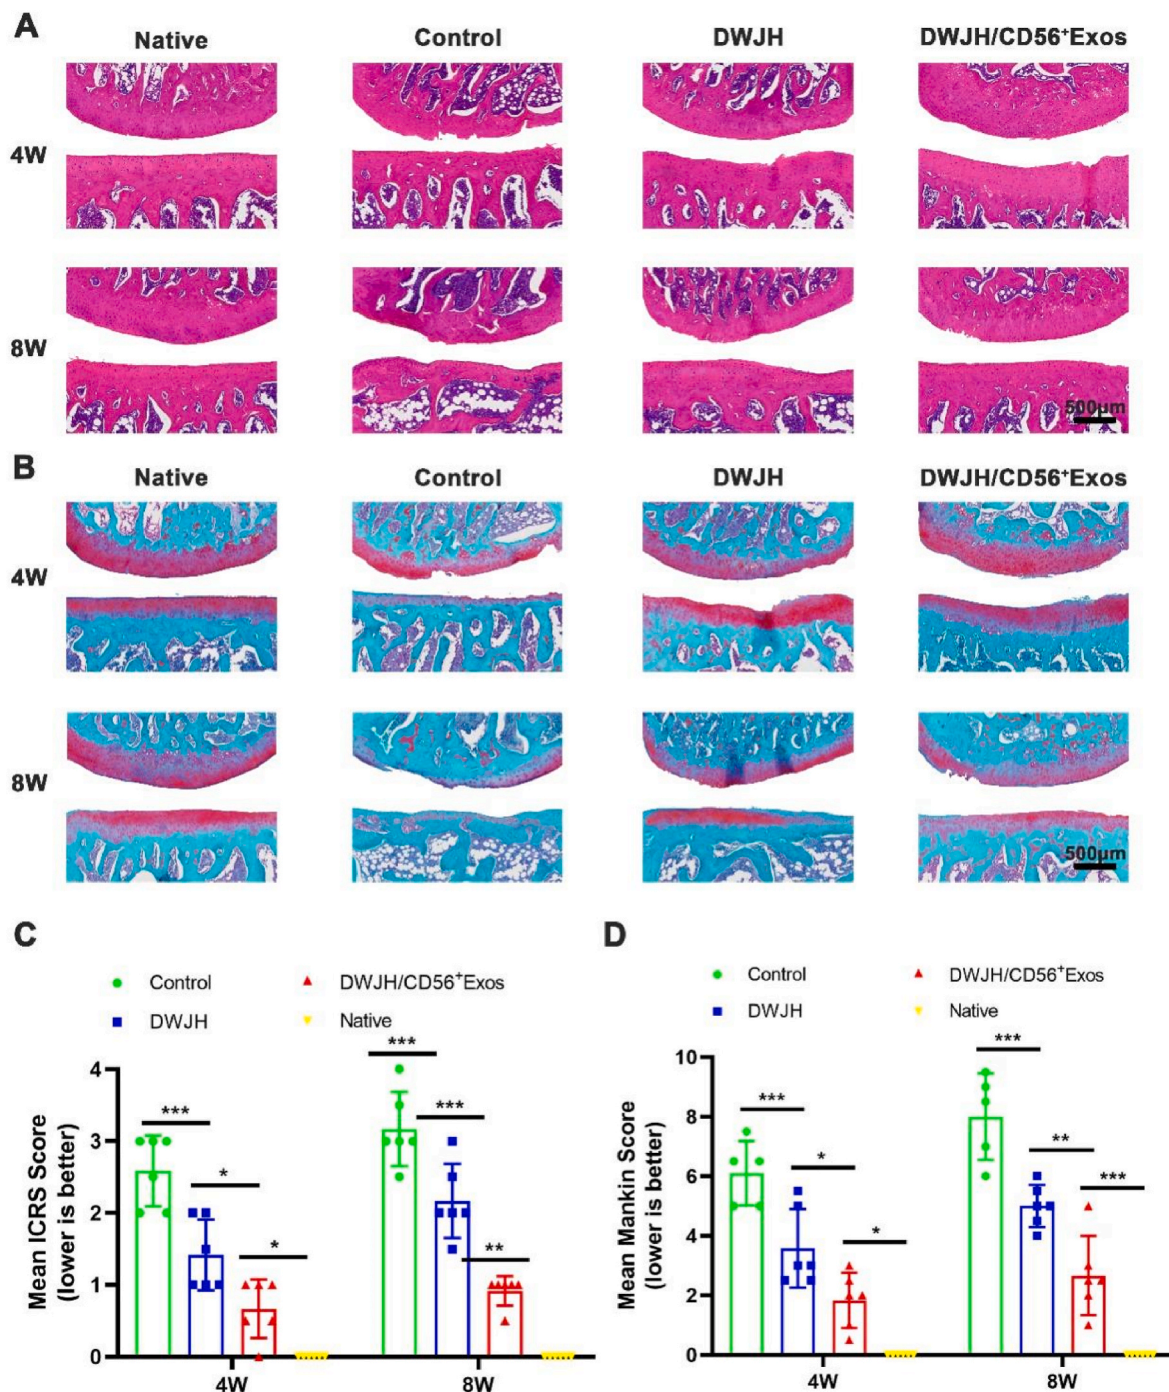 A
Native Control DWJH DWJH/CD56⁺Exos
4W
8W
500μm
B
Native Control DWJH DWJH/CD56⁺Exos
4W
8W
500μm
C
Control DWJH/CD56⁺Exos
DWJH Native
Mean ICRS Score
(lower is better)
4
3
2
1
0
***
*
*
***
***
**
4W 8W
D
Control DWJH/CD56⁺Exos
DWJH Native
Mean Mankin Score
(lower is better)
10
8
6
4
2
0
***
*
*
***
**
***
4W 8W